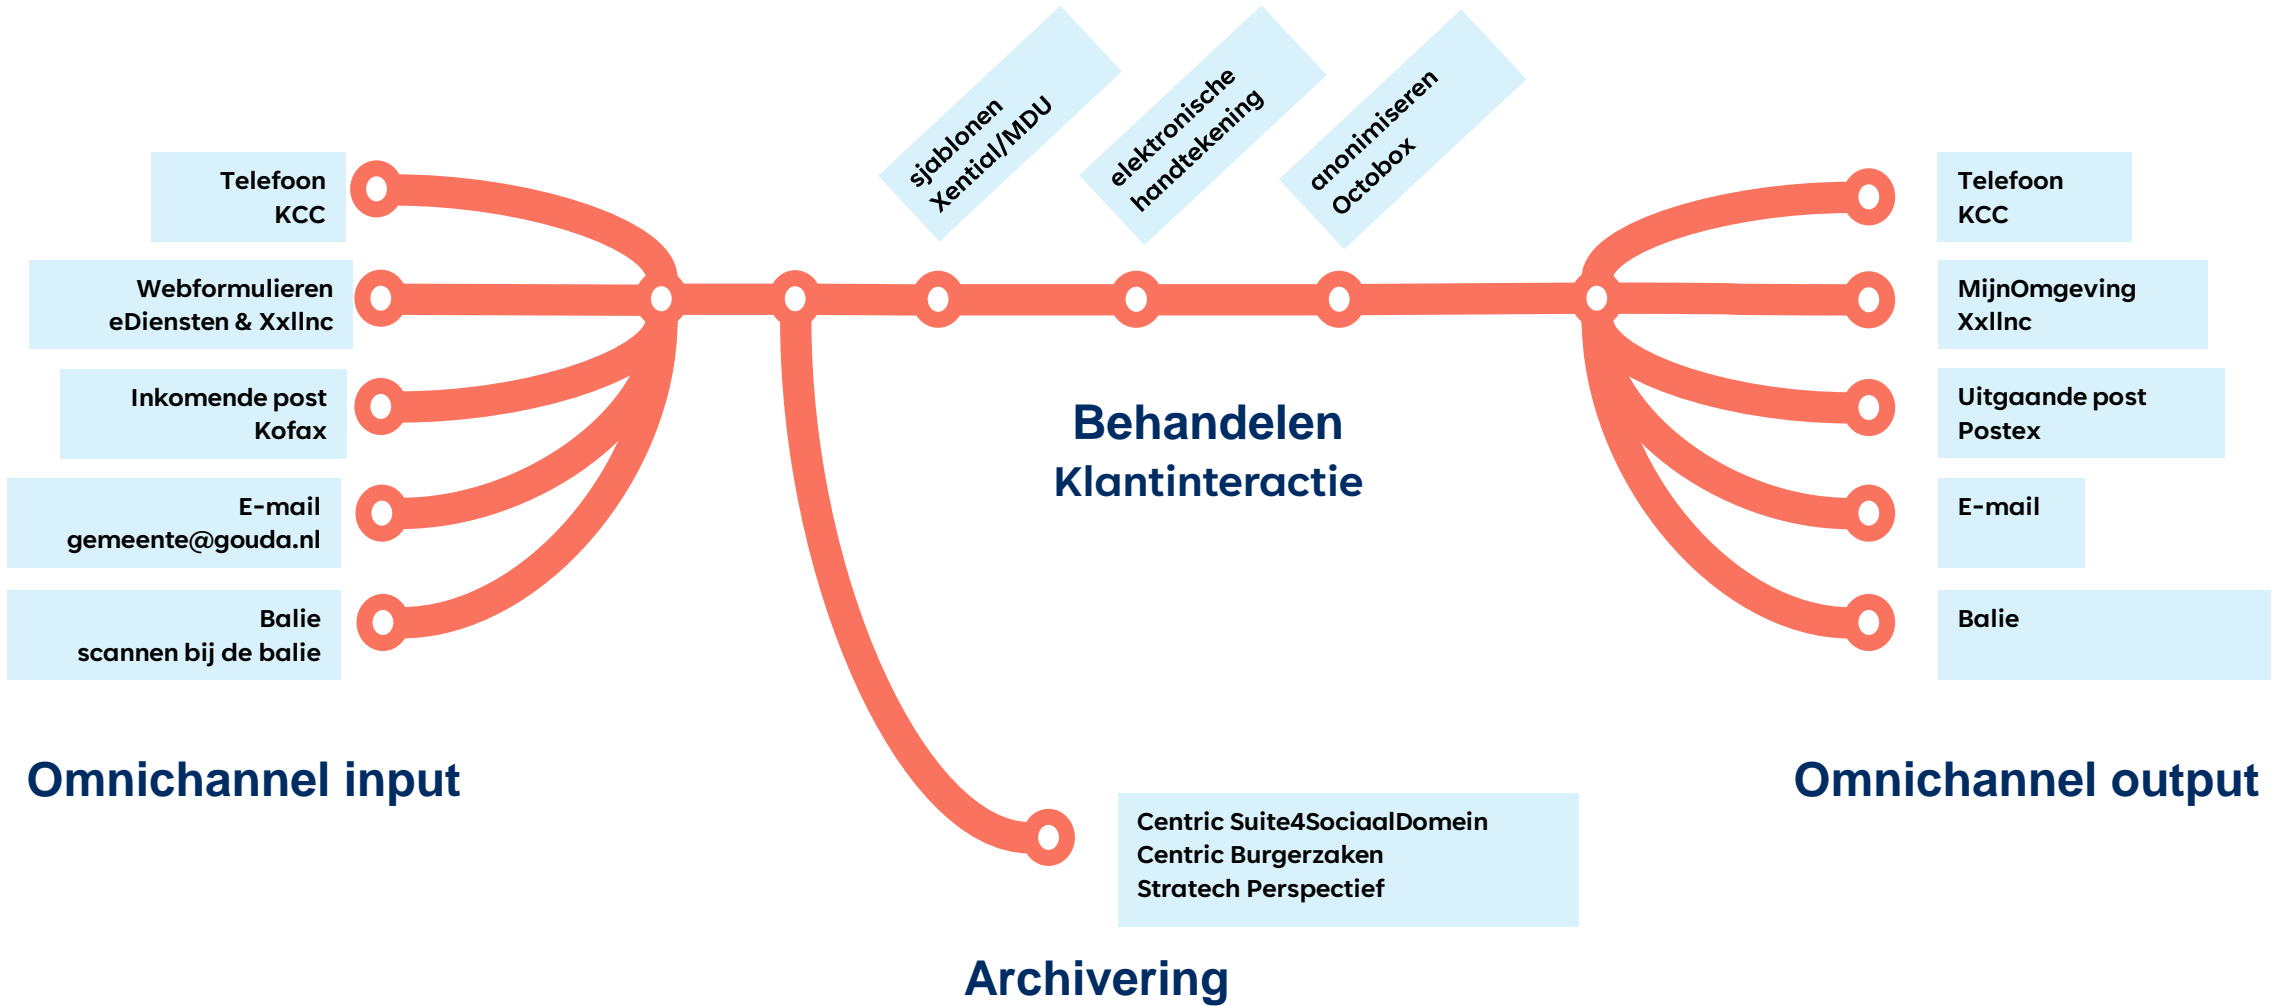 Telefoon
KCC
Webformulieren
eDiensten & Xxllnc
Inkomende post
Kofax
E-mail
gemeente@gouda.nl
Balie
scannen bij de balie
Omnichannel input
sjablonen
Xential/MDU
elektronische
handtekening
anonimiseren
Octobox
Behandelen
Klantinteractie
Centric Suite4SociaalDomein
Centric Burgerzaken
Stratech Perspectief
Archivering
Telefoon
KCC
MijnOmgeving
Xxllnc
Uitgaande post
Postex
E-mail
Balie
Omnichannel output